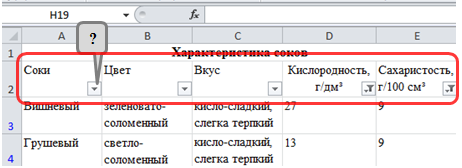 H19 fx
A B C D E
?
1 Характеристика соков
Соки Цвет Вкус Кислородность, Сахаристость,
2 г/дм³ г/100 см³
Вишневый зеленовато- кисло-сладкий, 27 9
3 соломенный слегка терпкий
Грушевый светло- кисло-сладкий, 13 9
4 соломенный слегка терпкий